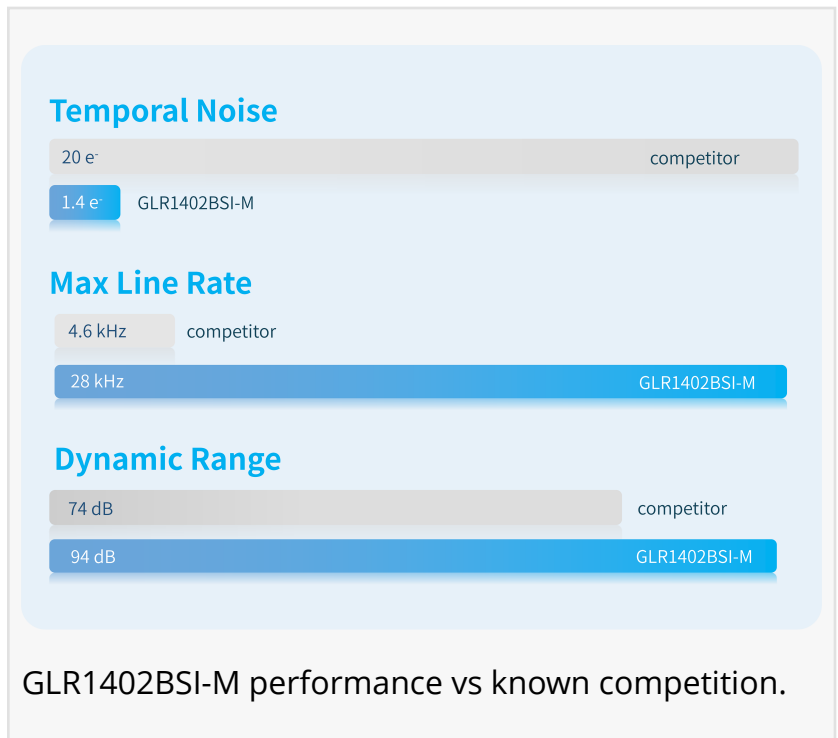 Temporal Noise
20 e⁻ competitor
1.4 e⁻ GLR1402BSI-M
Max Line Rate
4.6 kHz competitor
28 kHz GLR1402BSI-M
Dynamic Range
74 dB competitor
94 dB GLR1402BSI-M
GLR1402BSI-M performance vs known competition.